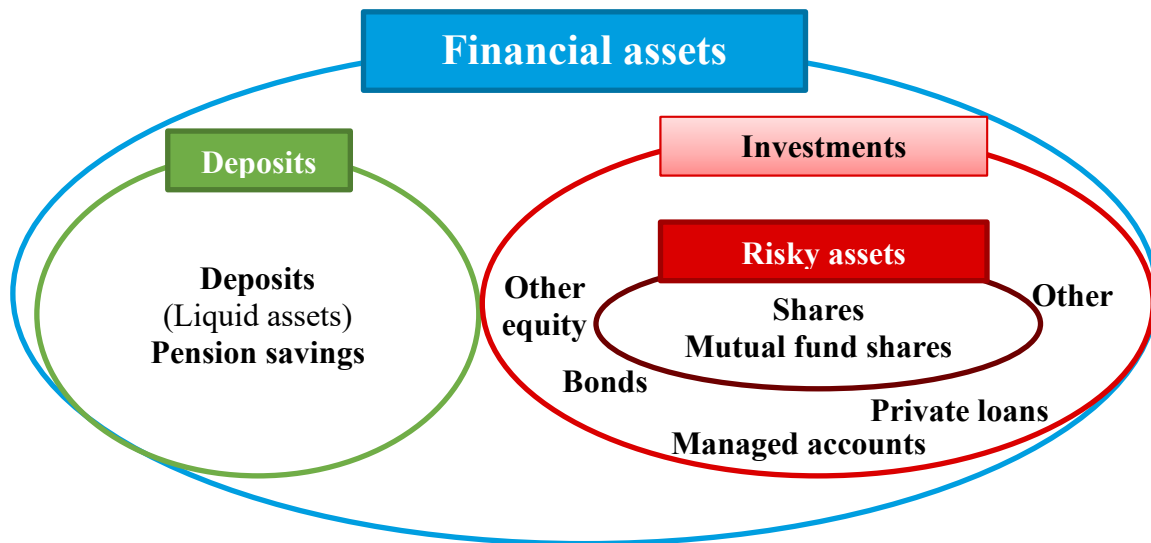 Financial assets
Deposits
Deposits
(Liquid assets)
Pension savings
Investments
Risky assets
Shares
Mutual fund shares
Other
equity
Other
Bonds
Private loans
Managed accounts